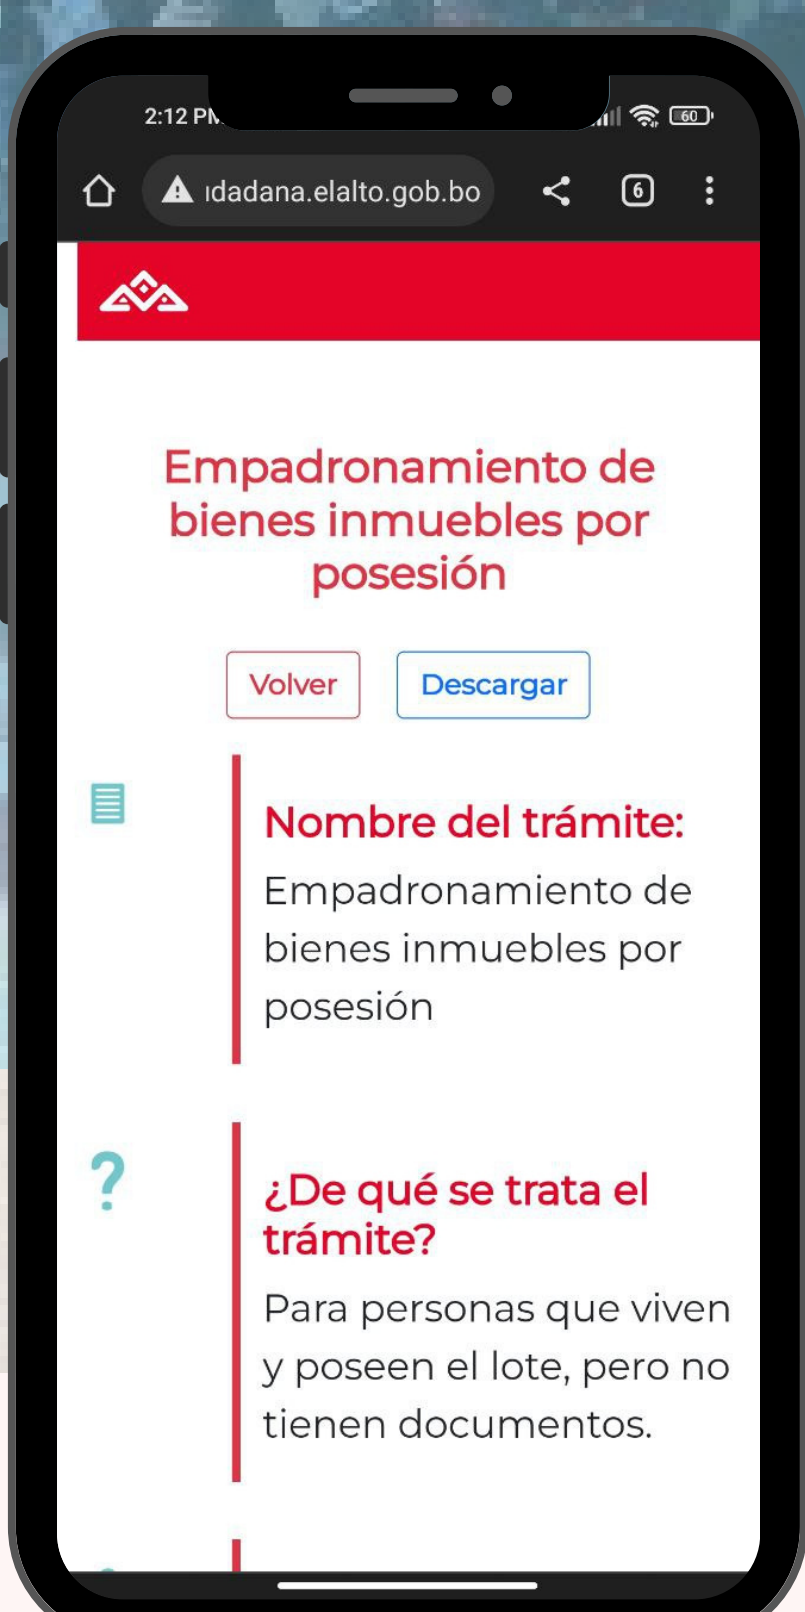 2:12 PM
60
ıdadana.elalto.gob.bo
6
Empadronamiento de
bienes inmuebles por
posesión
Volver
Descargar
Nombre del trámite:
Empadronamiento de
bienes inmuebles por
posesión
?
¿De qué se trata el
trámite?
Para personas que viven
y poseen el lote, pero no
tienen documentos.